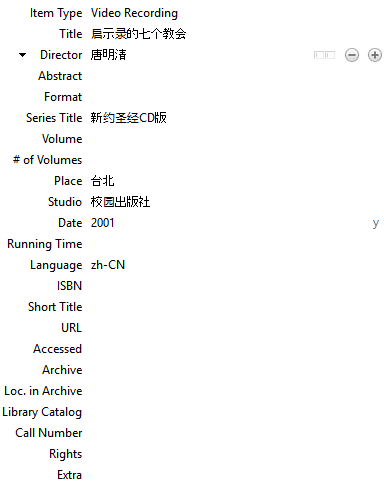 Item Type Video Recording
Title 启示录的七个教会
Director 唐明清
Abstract
Format
Series Title 新约圣经CD版
Volume
# of Volumes
Place 台北
Studio 校园出版社
Date 2001 y
Running Time
Language zh-CN
ISBN
Short Title
URL
Accessed
Archive
Loc. in Archive
Library Catalog
Call Number
Rights
Extra